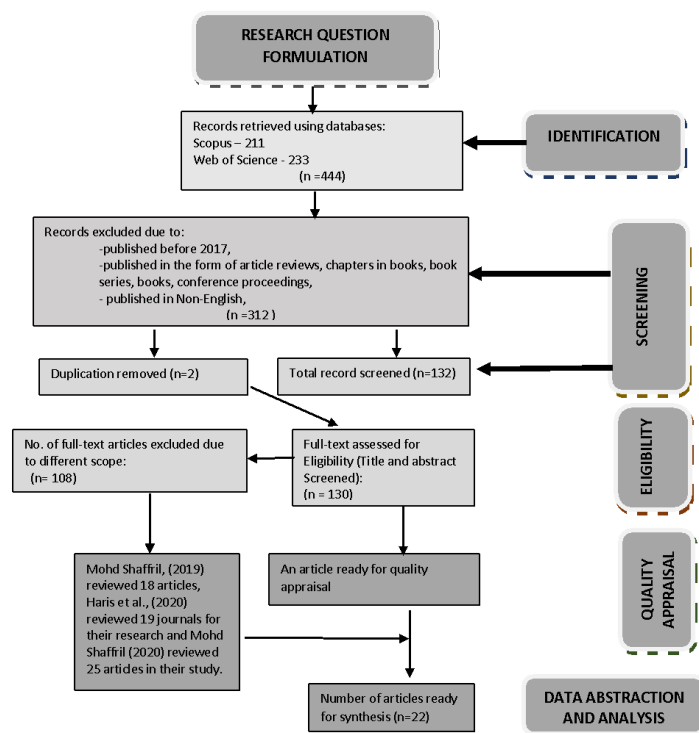 RESEARCH QUESTION
FORMULATION
Records retrieved using databases:
Scopus – 211
Web of Science - 233
(n =444)
IDENTIFICATION
Records excluded due to:
-published before 2017,
-published in the form of article reviews, chapters in books, book
series, books, conference proceedings,
- published in Non-English,
(n =312 )
SCREENING
Duplication removed (n=2)
Total record screened (n=132)
No. of full-text articles excluded due
to different scope:
(n= 108)
Full-text assessed for
Eligibility (Title and abstract
Screened):
(n = 130)
ELIGIBILITY
Mohd Shaffril, (2019)
reviewed 18 articles,
Haris et al., (2020)
reviewed 19 journals for
their research and Mohd
Shaffril (2020) reviewed
25 articles in their study.
An article ready for quality
appraisal
QUALITY
APPRAISAL
Number of articles ready
for synthesis (n=22)
DATA ABSTRACTION
AND ANALYSIS